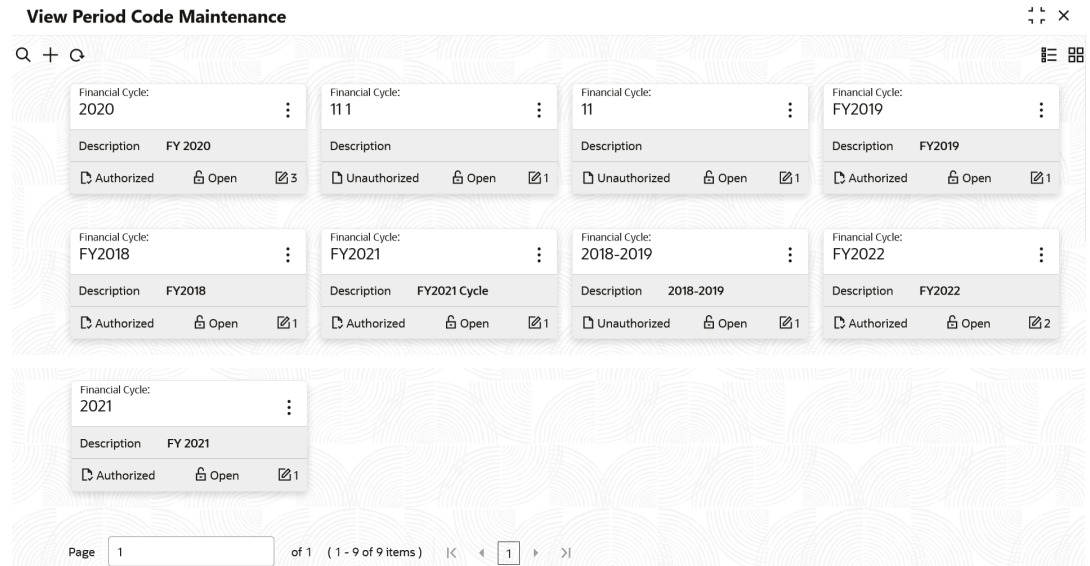 View Period Code Maintenance
Financial Cycle: Financial Cycle: Financial Cycle: Financial Cycle:
2020 11 1 11 FY2019
Description FY 2020 Description Description Description FY2019
Authorized Open 3 Unauthorized Open 1 Unauthorized Open 1 Authorized Open 1
Financial Cycle: Financial Cycle: Financial Cycle: Financial Cycle:
FY2018 FY2021 2018-2019 FY2022
Description FY2018 Description FY2021 Cycle Description 2018-2019 Description FY2022
Authorized Open 1 Authorized Open 1 Unauthorized Open 1 Authorized Open 2
Financial Cycle:
2021
Description FY 2021
Authorized Open 1
Page 1 of 1 ( 1 - 9 of 9 items ) 1